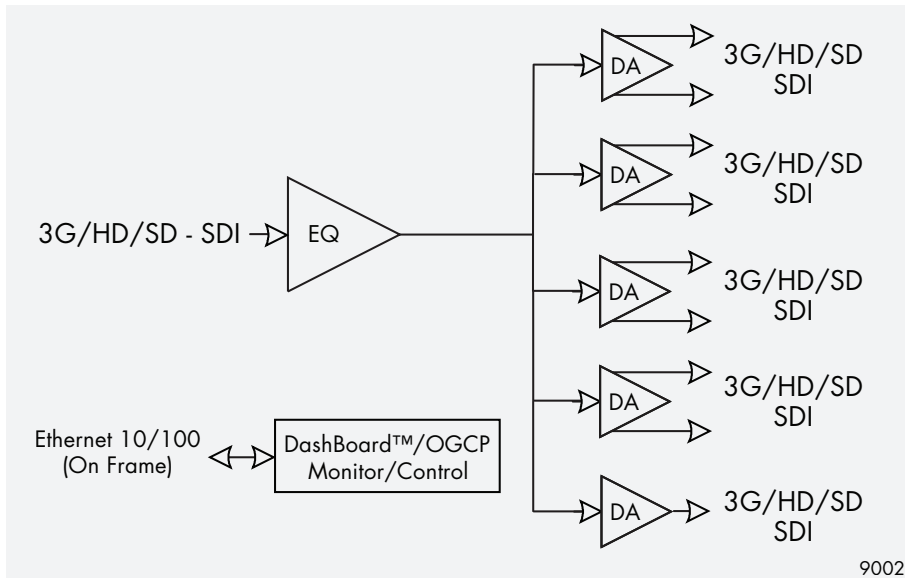 3G/HD/SD - SDI
EQ
DA
3G/HD/SD
SDI
DA
3G/HD/SD
SDI
DA
3G/HD/SD
SDI
DA
3G/HD/SD
SDI
DA
3G/HD/SD
SDI
Ethernet 10/100
(On Frame)
DashBoard™/OGCP
Monitor/Control
9002